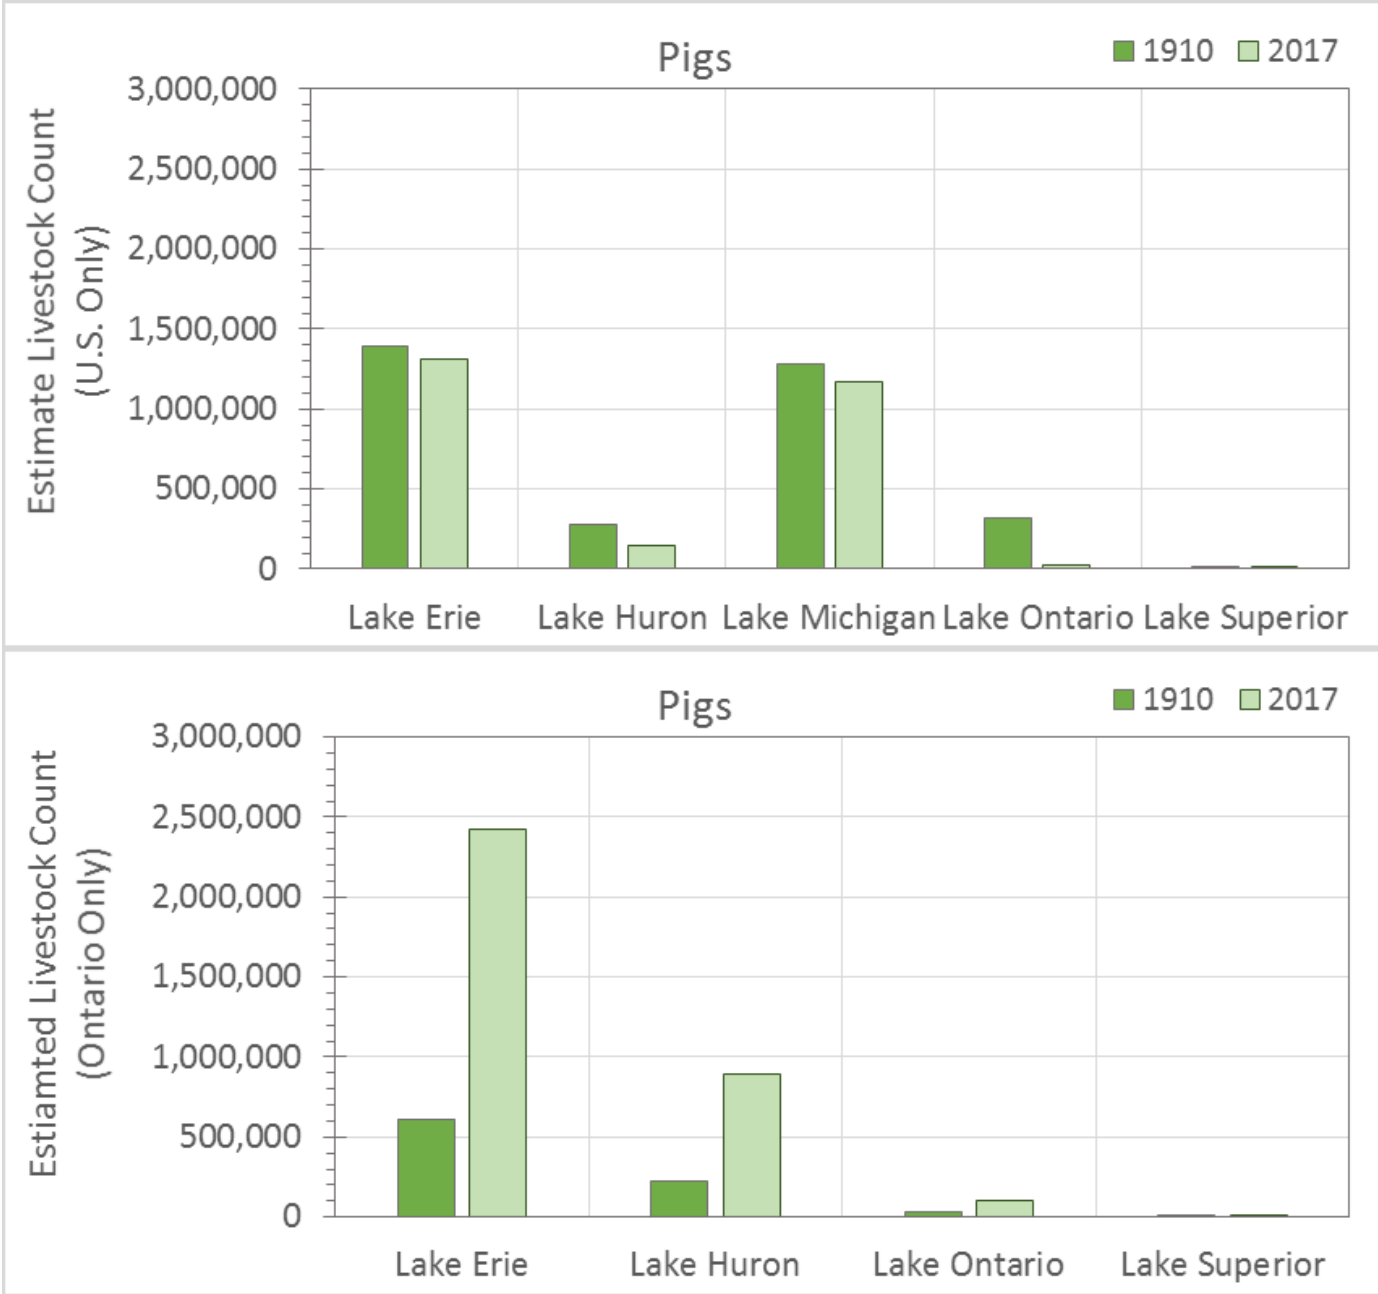 Pigs
1910 2017
Estimate Livestock Count
(U.S. Only)
3,000,000
2,500,000
2,000,000
1,500,000
1,000,000
500,000
0
Lake Erie Lake Huron Lake Michigan Lake Ontario Lake Superior
Pigs
1910 2017
Estiamted Livestock Count
(Ontario Only)
3,000,000
2,500,000
2,000,000
1,500,000
1,000,000
500,000
0
Lake Erie Lake Huron Lake Ontario Lake Superior